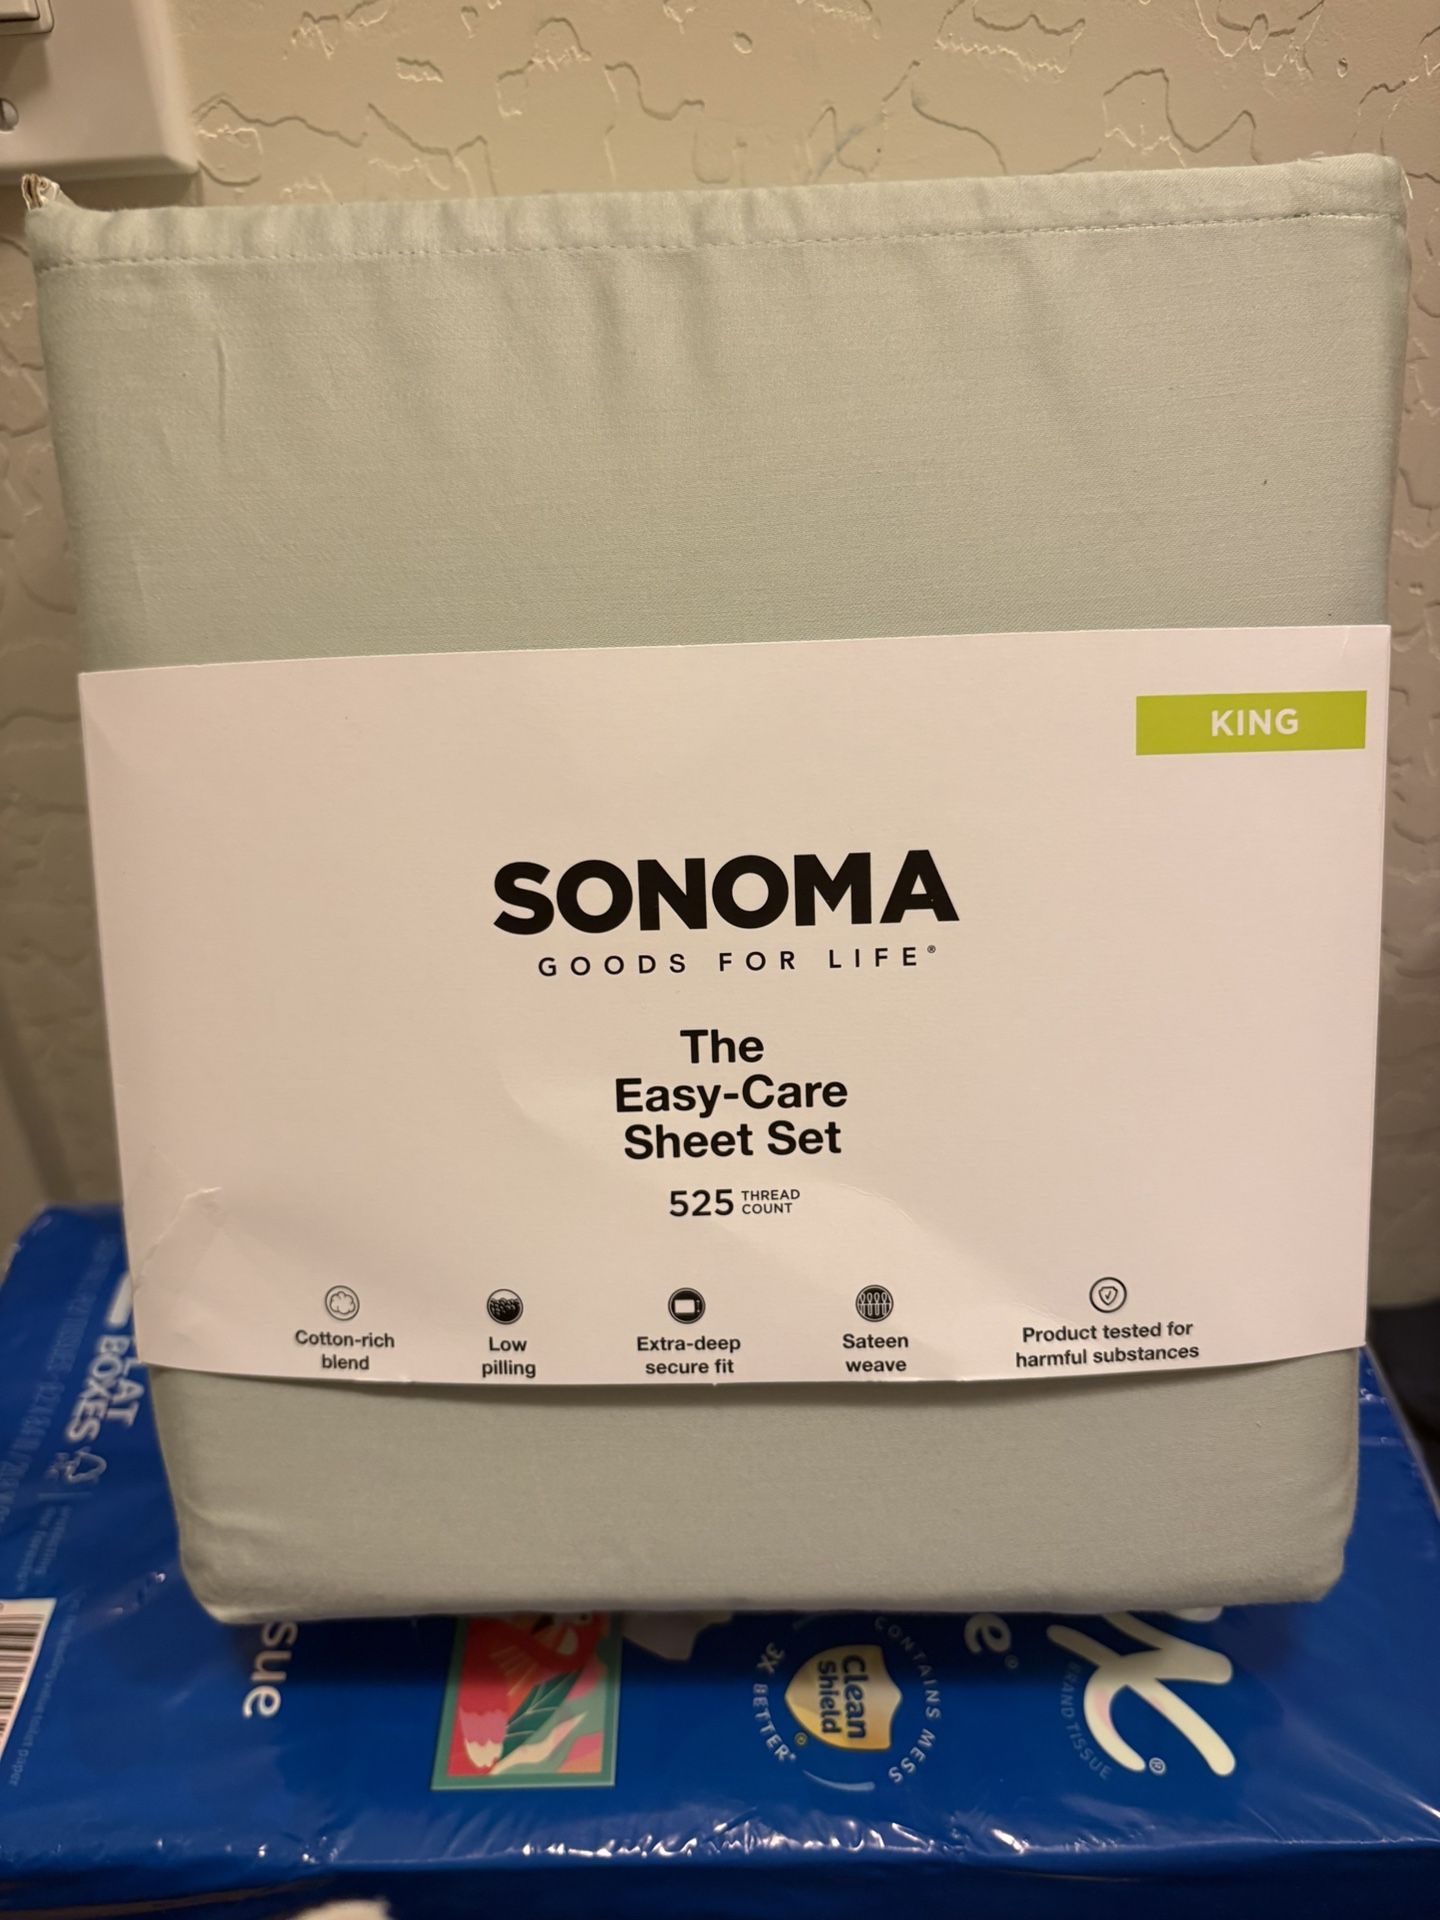 KING
SONOMA
GOODS FOR LIFE®
The
Easy-Care
Sheet Set
525 THREAD
COUNT
Cotton-rich
blend
Low
pilling
Extra-deep
secure fit
Sateen
weave
Product tested for
harmful substances
BOXES
CONTAINS MESS
3X BETTER*
Clean
Shield
®
BRAND TISSUE
®